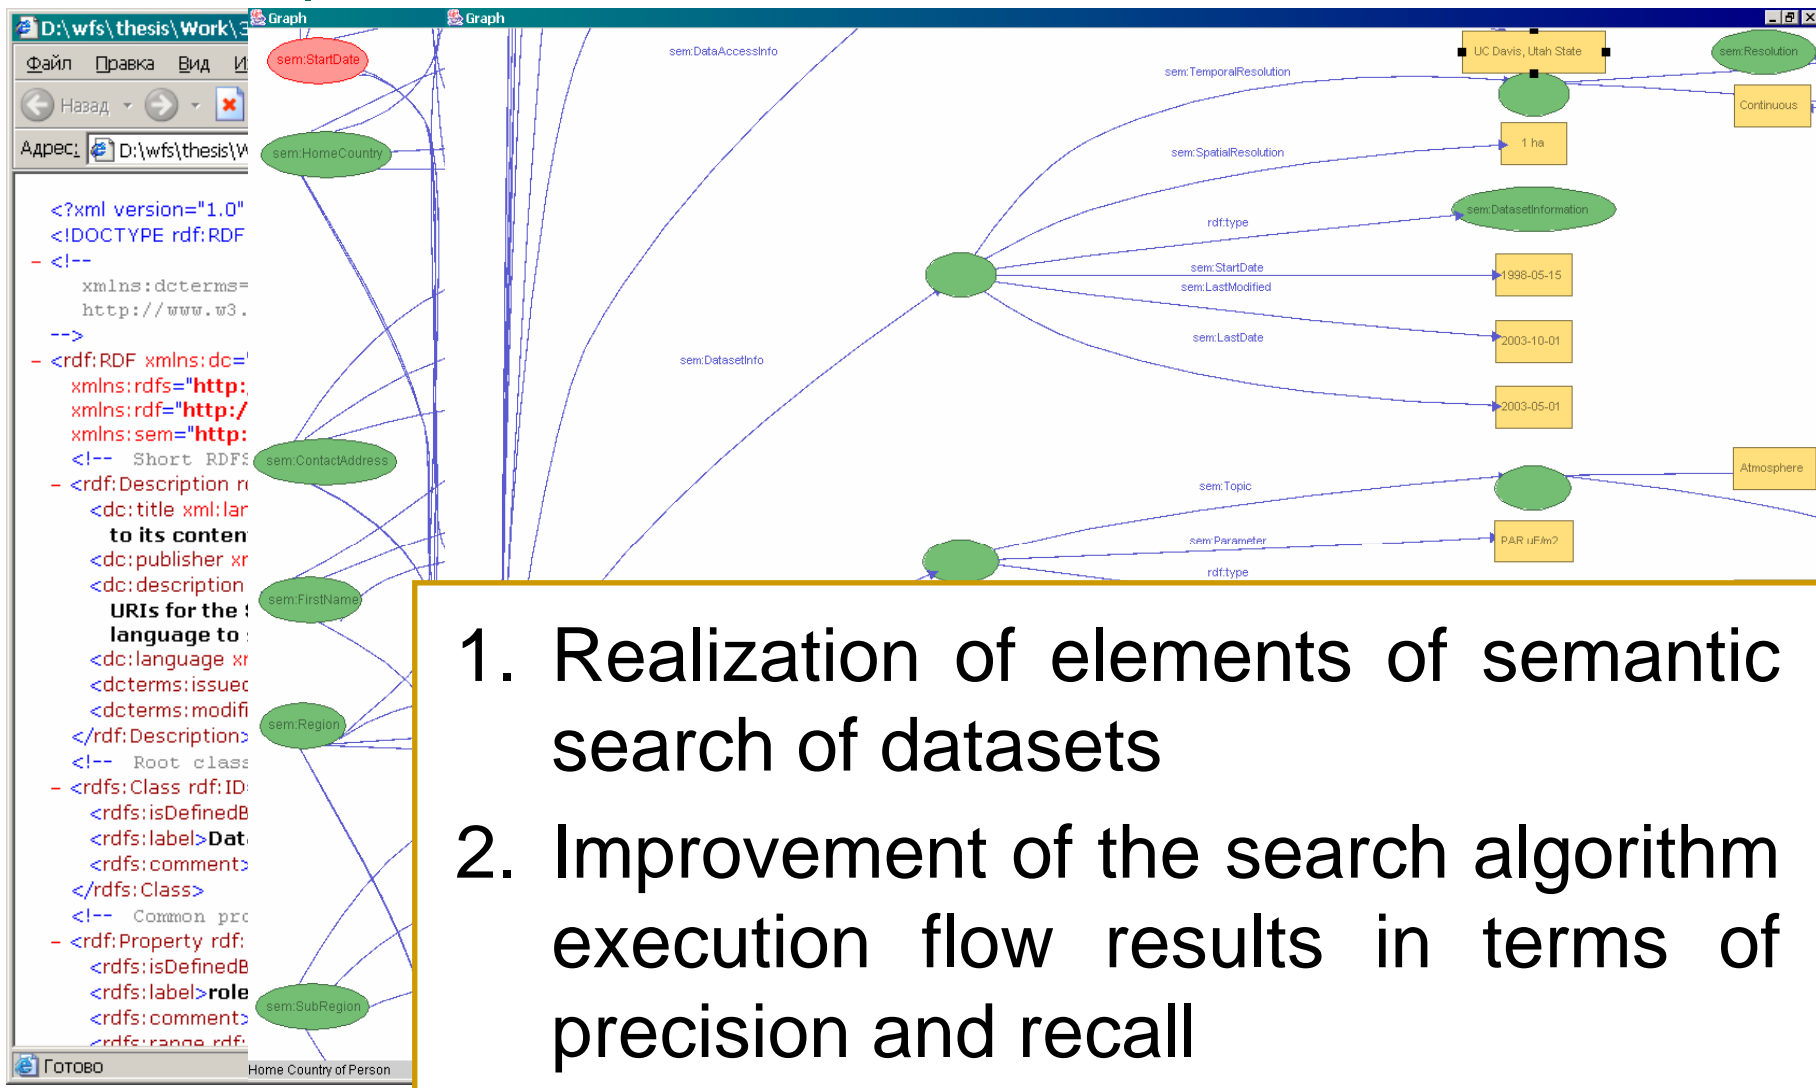 D:\wfs\thesis\Work\3
Файл Правка Вид И
Назад
Адрес: D:\wfs\thesis\W
<?xml version="1.0"
<!DOCTYPE rdf:RDF
- <!--
xmlns:dcterms=
http://www.w3.
-->
- <rdf:RDF xmlns:dc="
xmlns:rdfs="http:/
xmlns:rdf="http://
xmlns:sem="http:
<!-- Short RDFS
- <rdf:Description r
<dc:title xml:lan
to its conten
<dc:publisher x
<dc:description
URIs for the
language to
<dc:language x
<dcterms:issued
<dcterms:modifi
</rdf:Description>
<!-- Root class
- <rdfs:Class rdf:ID=
<rdfs:isDefinedB
<rdfs:label>Data
<rdfs:comment>
</rdfs:Class>
<!-- Common pro
- <rdf:Property rdf:
<rdfs:isDefinedB
<rdfs:label>role
<rdfs:comment>
<rdfs:range rdf:
Готово
Graph
sem:StartDate
sem:HomeCountry
sem:ContactAddress
sem:FirstName
sem:Region
sem:SubRegion
Home Country of Person
Graph
sem:DataAccessInfo
UC Davis, Utah State
sem:Resolution
sem:TemporalResolution
Continuous
sem:SpatialResolution
1 ha
rdf:type
sem:DatasetInformation
sem:StartDate
1998-05-15
sem:LastModified
sem:LastDate
2003-10-01
sem:DatasetInfo
2003-05-01
sem:Topic
Atmosphere
sem:Parameter
PAR uE/m2
rdf:type
1. Realization of elements of semantic
search of datasets
2. Improvement of the search algorithm
execution flow results in terms of
precision and recall